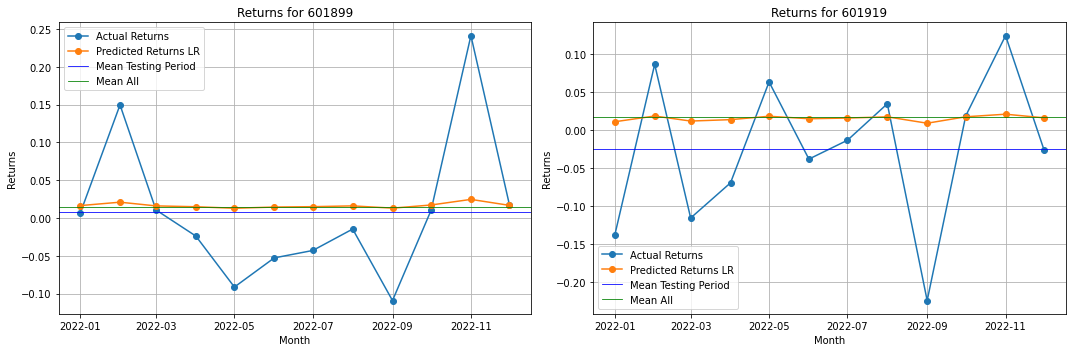 Returns for 601899
0.25
0.20
0.15
0.10
0.05
0.00
−0.05
−0.10
Returns
Actual Returns
Predicted Returns LR
Mean Testing Period
Mean All
2022-01 2022-03 2022-05 2022-07 2022-09 2022-11
Month
Returns for 601919
0.10
0.05
0.00
−0.05
−0.10
−0.15
−0.20
Returns
Actual Returns
Predicted Returns LR
Mean Testing Period
Mean All
2022-01 2022-03 2022-05 2022-07 2022-09 2022-11
Month